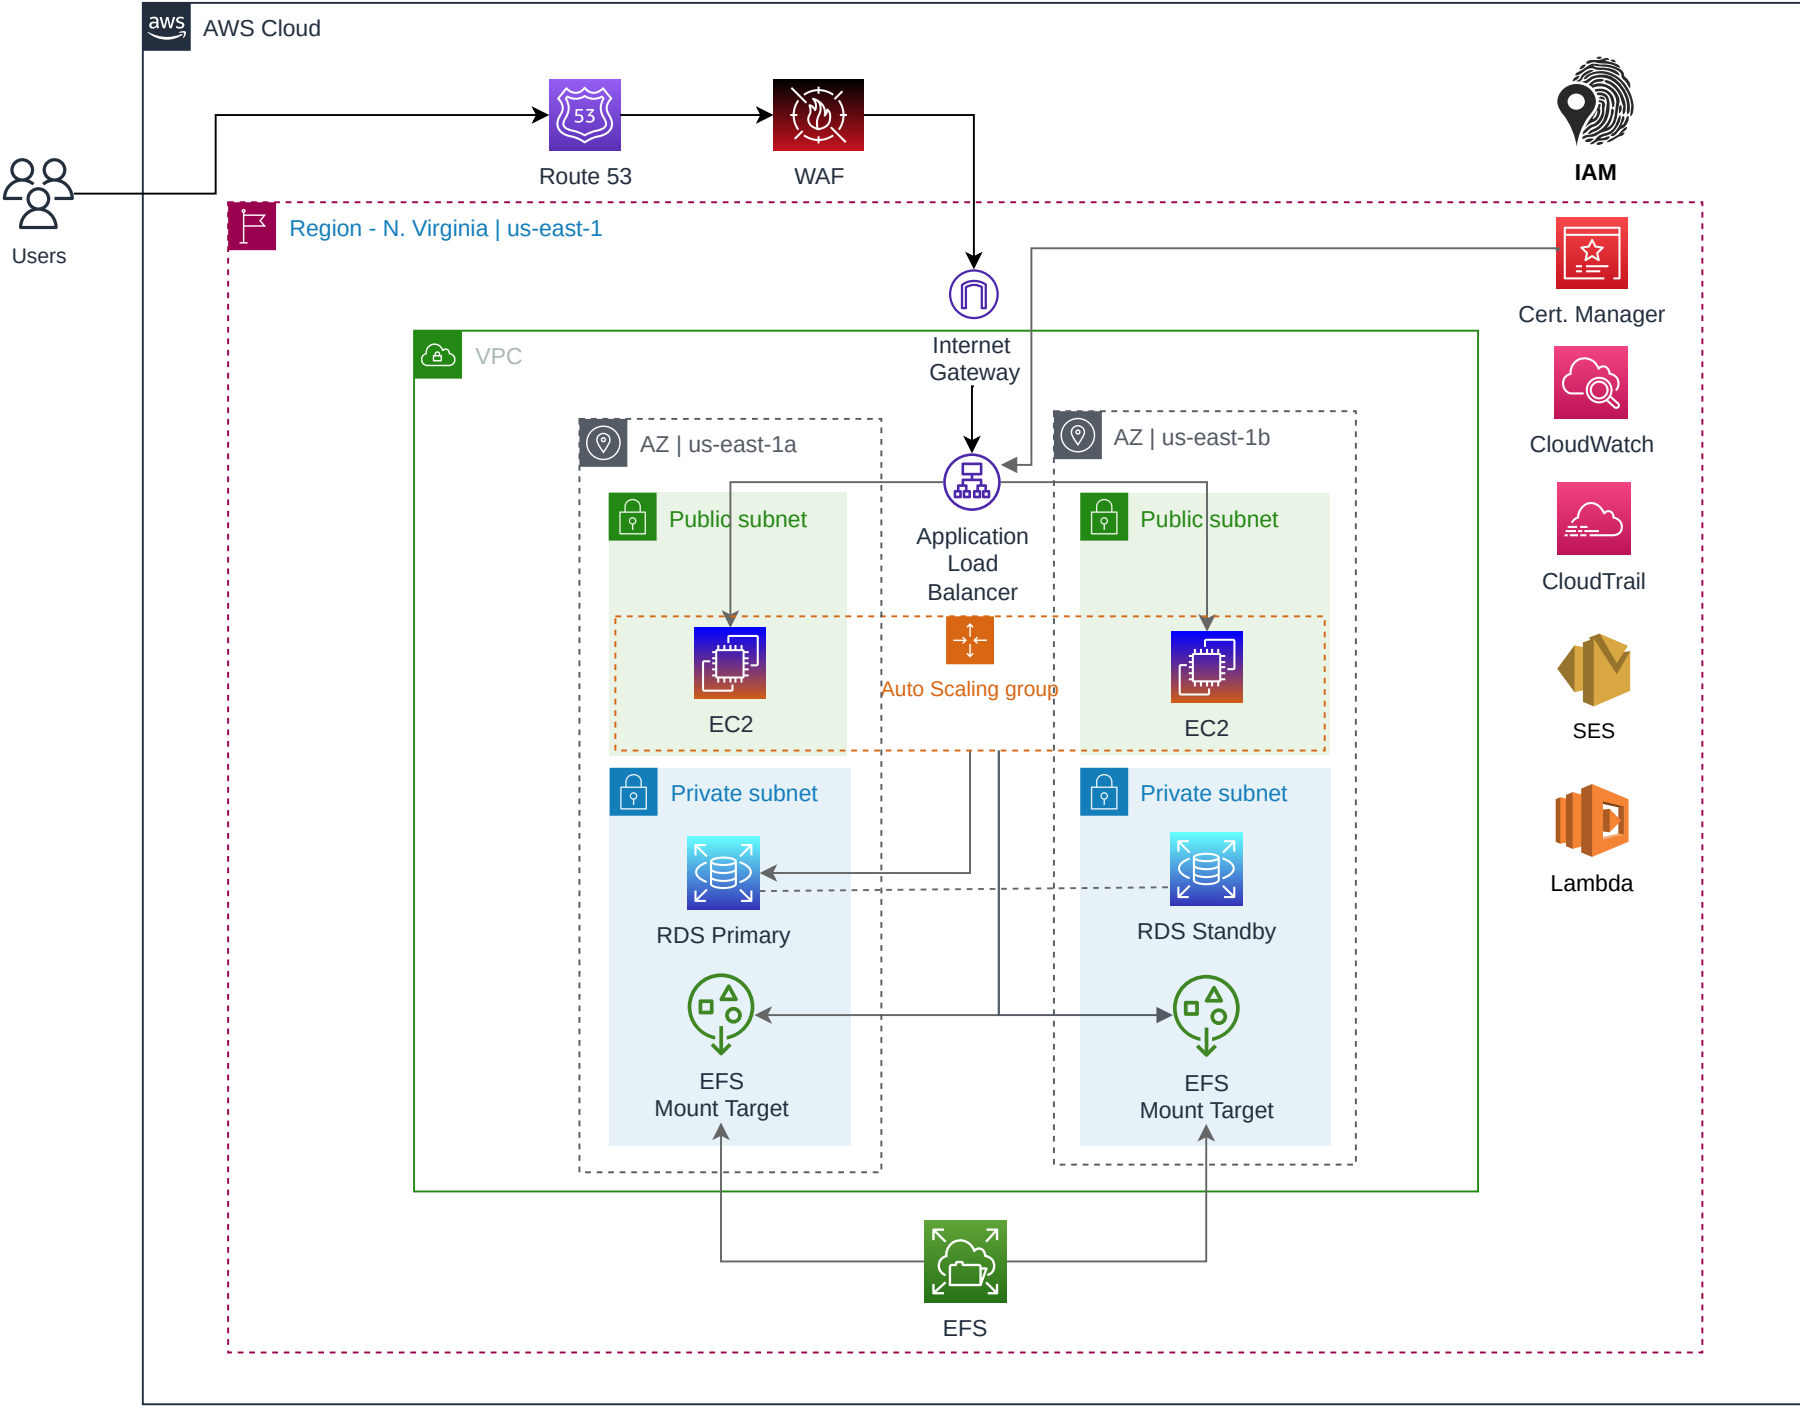 aws
AWS Cloud
53
Route 53
WAF
IAM
Users
Region - N. Virginia | us-east-1
Cert. Manager
Internet
Gateway
VPC
CloudWatch
AZ | us-east-1a
AZ | us-east-1b
Public subnet
Public subnet
Application
Load
Balancer
CloudTrail
Auto Scaling group
EC2
EC2
SES
Private subnet
Private subnet
Lambda
RDS Primary
RDS Standby
EFS
Mount Target
EFS
Mount Target
EFS